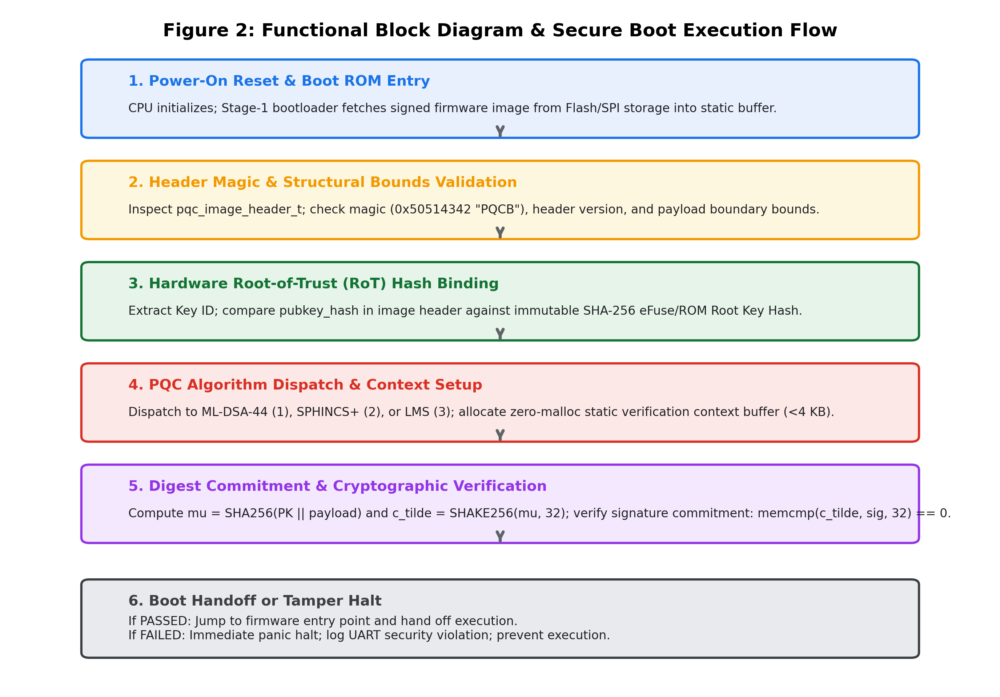 Figure 2: Functional Block Diagram & Secure Boot Execution Flow
1. Power-On Reset & Boot ROM Entry
CPU initializes; Stage-1 bootloader fetches signed firmware image from Flash/SPI storage into static buffer.
2. Header Magic & Structural Bounds Validation
Inspect pqc_image_header_t; check magic (0x50514342 "PQCB"), header version, and payload boundary bounds.
3. Hardware Root-of-Trust (RoT) Hash Binding
Extract Key ID; compare pubkey_hash in image header against immutable SHA-256 eFuse/ROM Root Key Hash.
4. PQC Algorithm Dispatch & Context Setup
Dispatch to ML-DSA-44 (1), SPHINCS+ (2), or LMS (3); allocate zero-malloc static verification context buffer (<4 KB).
5. Digest Commitment & Cryptographic Verification
Compute mu = SHA256(PK || payload) and c_tilde = SHAKE256(mu, 32); verify signature commitment: memcmp(c_tilde, sig, 32) == 0.
6. Boot Handoff or Tamper Halt
If PASSED: Jump to firmware entry point and hand off execution.
If FAILED: Immediate panic halt; log UART security violation; prevent execution.